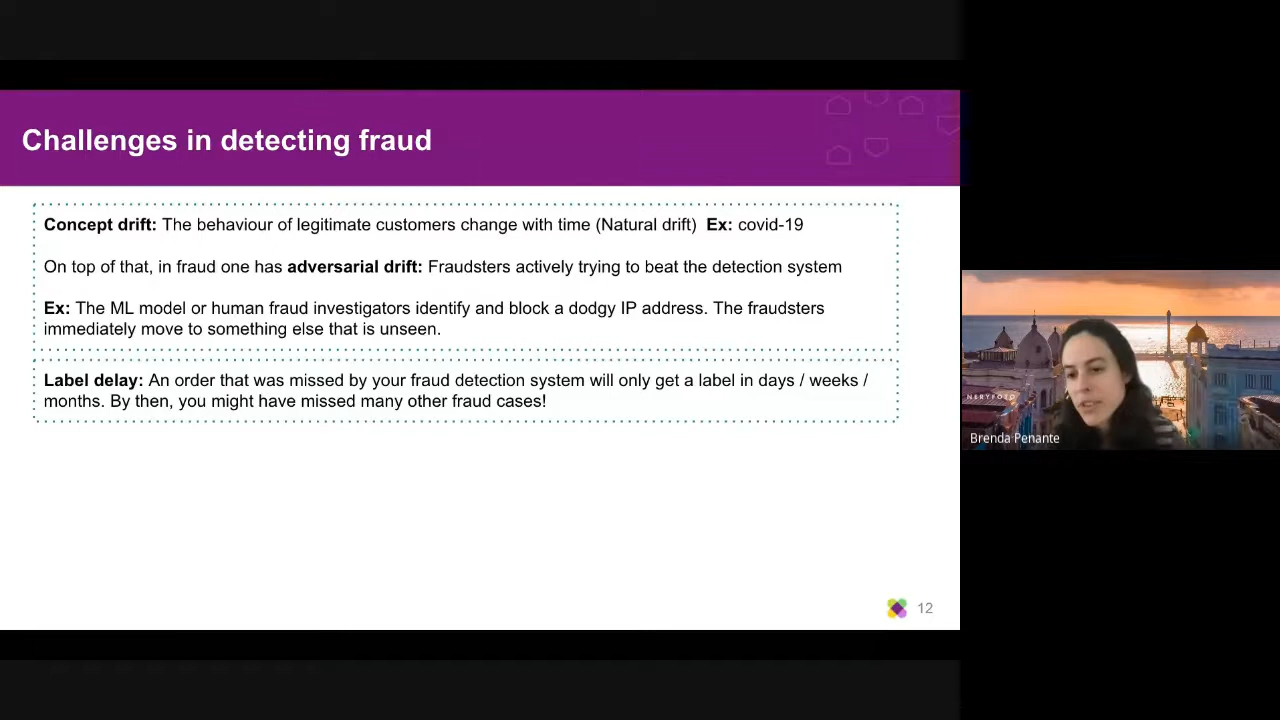 Challenges in detecting fraud
Concept drift: The behaviour of legitimate customers change with time (Natural drift)  Ex: covid-19
On top of that, in fraud one has adversarial drift: Fraudsters actively trying to beat the detection system
Ex: The ML model or human fraud investigators identify and block a dodgy IP address. The fraudsters
immediately move to something else that is unseen.
Label delay: An order that was missed by your fraud detection system will only get a label in days / weeks /
months. By then, you might have missed many other fraud cases!
12
NERYFOTO
Brenda Penante